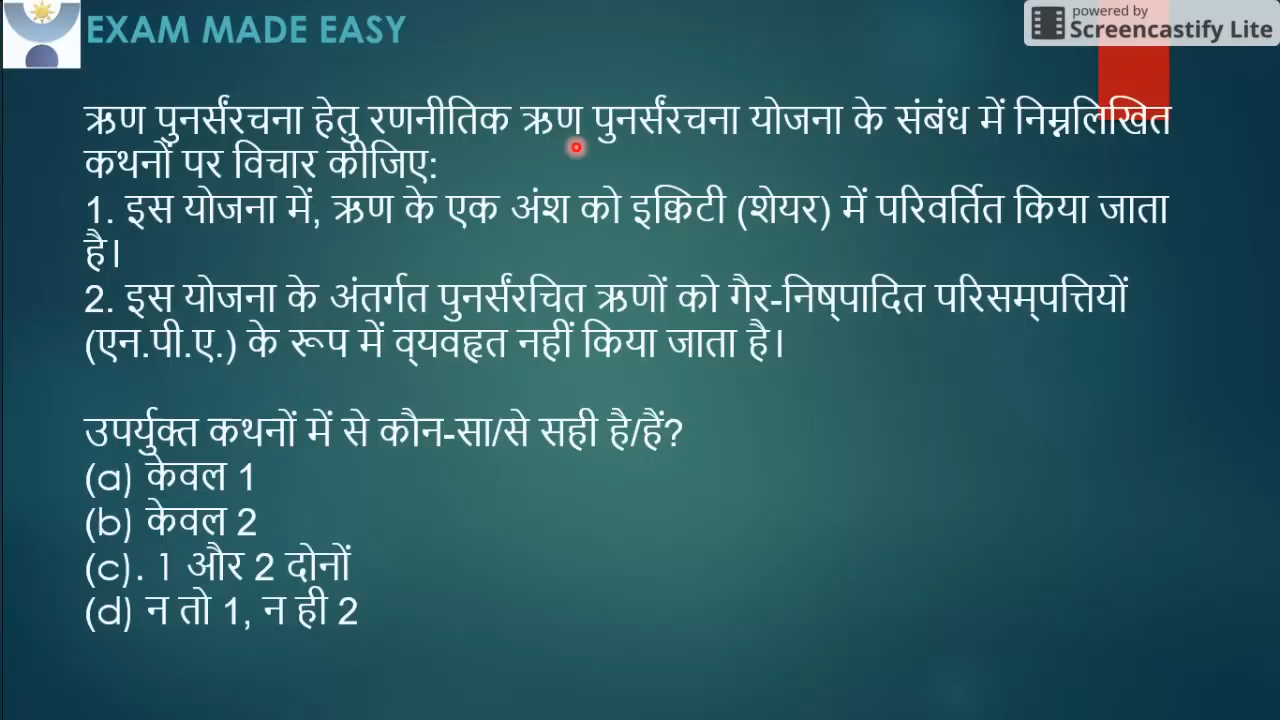 EXAM MADE EASY
powered by
Screencastify Lite
ऋण पुनर्संरचना हेतु रणनीतिक ऋण पुनर्संरचना योजना के संबंध में निम्नलिखित
कथनों पर विचार कीजिए:
1. इस योजना में, ऋण के एक अंश को इक्विटी (शेयर) में परिवर्तित किया जाता
है।
2. इस योजना के अंतर्गत पुनर्संरचित ऋणों को गैर-निष्पादित परिसम्पत्तियों
(एन.पी.ए.) के रूप में व्यवहृत नहीं किया जाता है।
उपर्युक्त कथनों में से कौन-सा/से सही है/हैं?
(a) केवल 1
(b) केवल 2
(c). 1 और 2 दोनों
(d) न तो 1, न ही 2